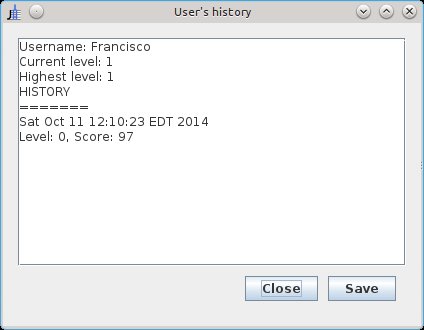 User's history
Username: Francisco
Current level: 1
Highest level: 1
HISTORY
=======
Sat Oct 11 12:10:23 EDT 2014
Level: 0, Score: 97
Close
Save